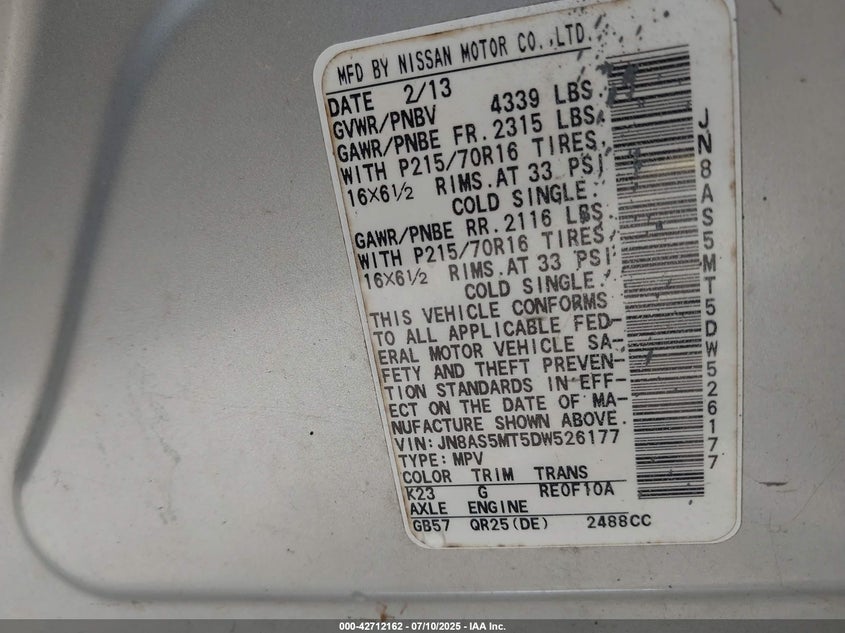 MFD BY NISSAN MOTOR CO.,LTD.
DATE 2/13
GVWR/PNBV 4339 LBS
GAWR/PNBE FR.2315 LBS
WITH P215/70R16 TIRES,
16X6½ RIMS.AT 33 PSI
COLD SINGLE.
GAWR/PNBE RR.2116 LBS.
WITH P215/70R16 TIRES,
16X6½ RIMS.AT 33 PSI
COLD SINGLE.
THIS VEHICLE CONFORMS
TO ALL APPLICABLE FED-
ERAL MOTOR VEHICLE SA-
FETY AND THEFT PREVEN-
TION STANDARDS IN EFF-
ECT ON THE DATE OF MA-
NUFACTURE SHOWN ABOVE.
VIN:JN8AS5MT5DW526177
TYPE:MPV
COLOR TRIM TRANS
K23 G RE0F10A
AXLE ENGINE
GB57 QR25(DE) 2488CC
JN8AS5MT5DW526177
000-42712162 - 07/10/2025 - IAA Inc.